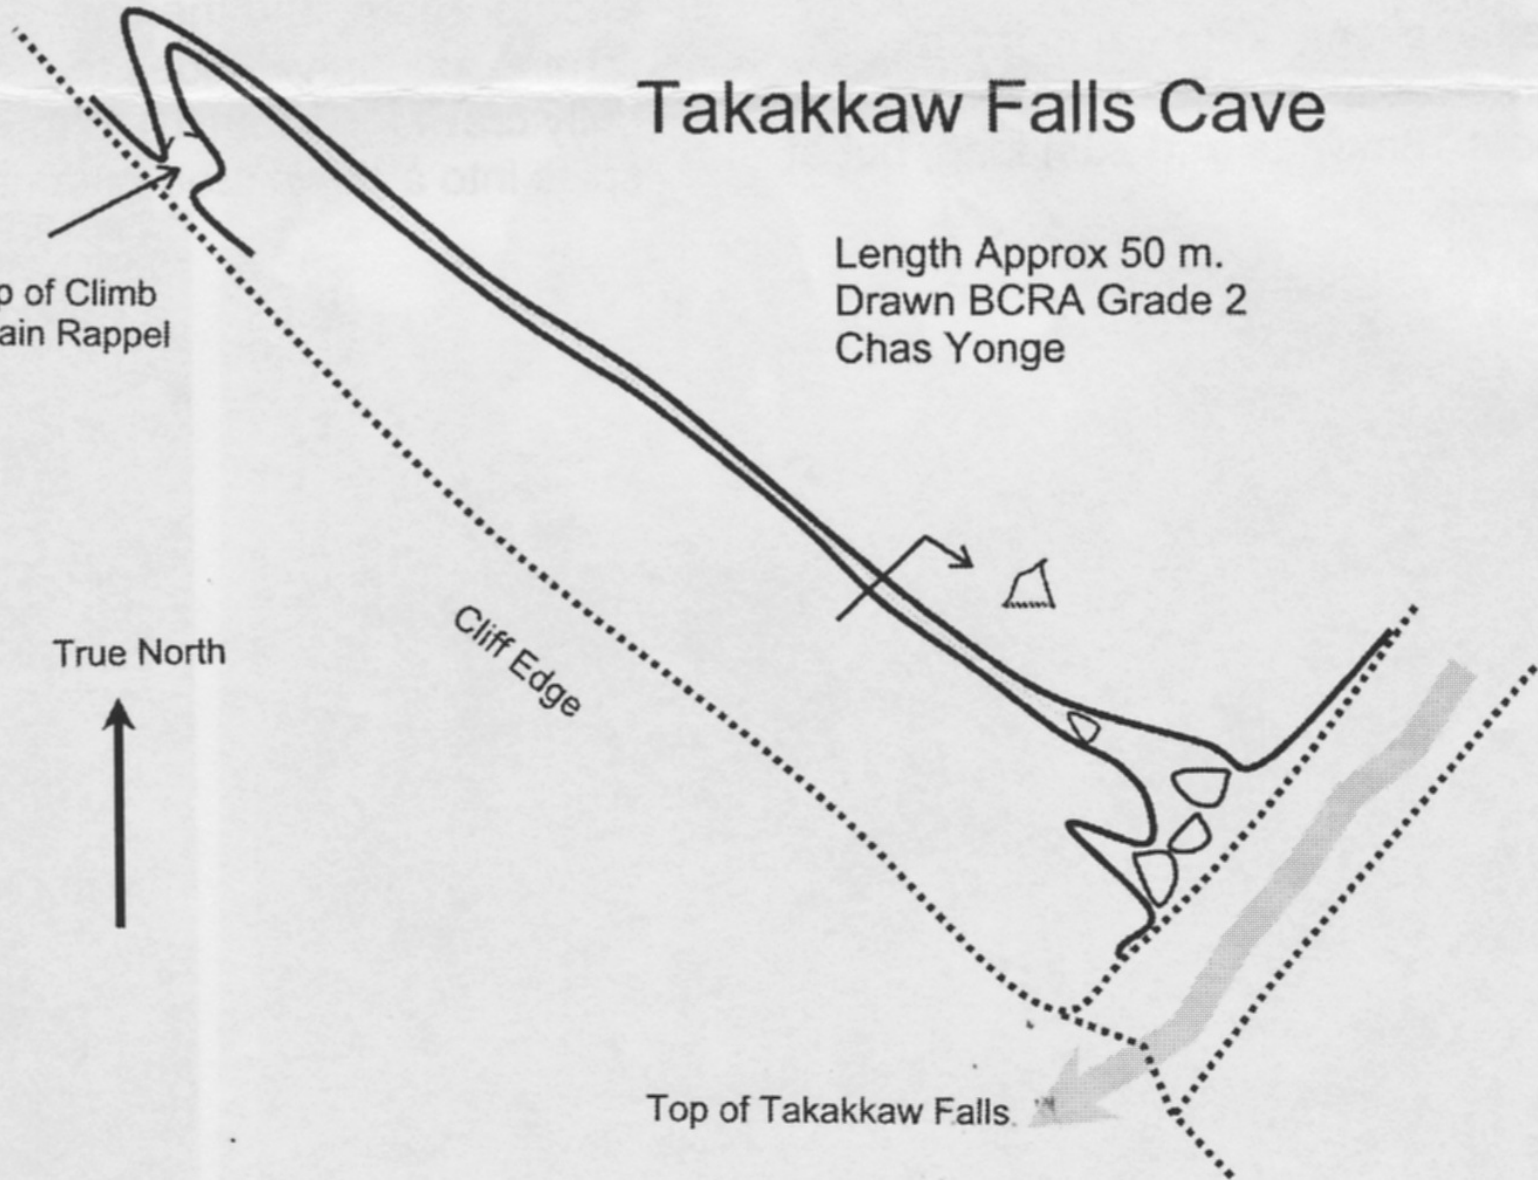 Takakkaw Falls Cave
Length Approx 50 m.
Drawn BCRA Grade 2
Chas Yonge
of Climb
Rappel
True North
Cliff Edge
Top of Takakkaw Falls